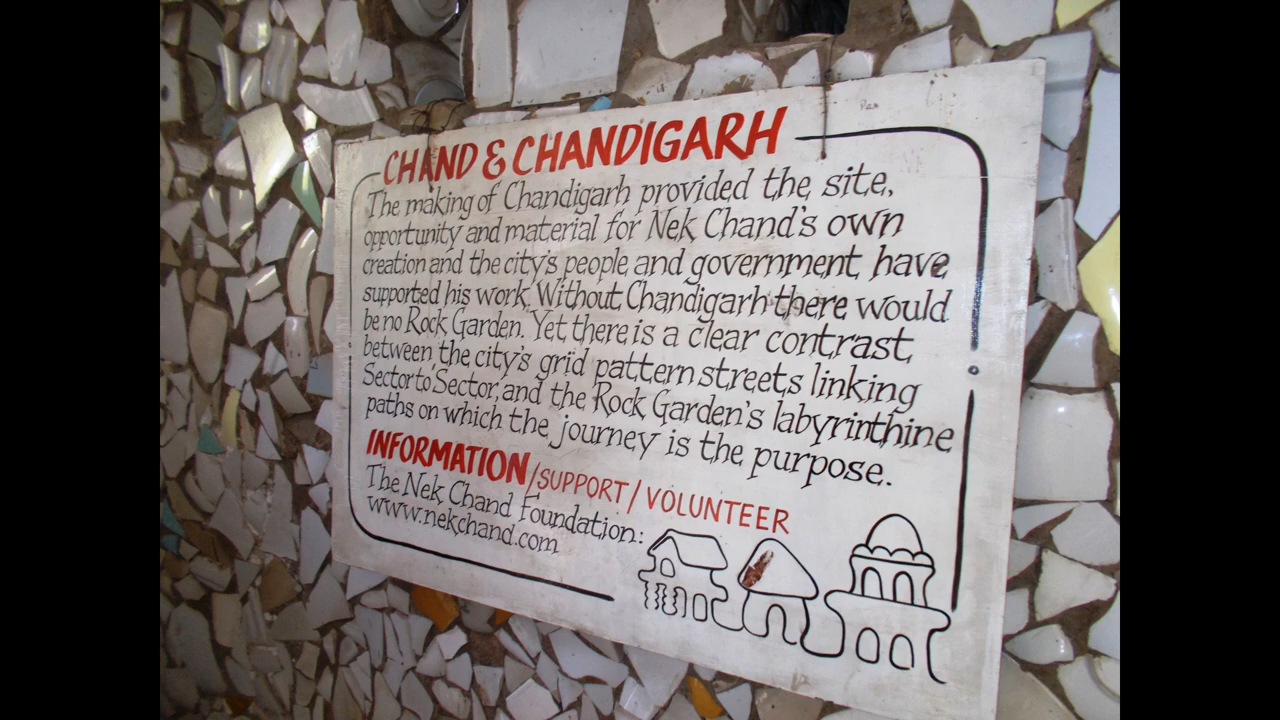 CHAND & CHANDIGARH
The making of Chandigarh provided the site,
opportunity and material for Nek Chand's own
creation and the city's people and government have
supported his work. Without Chandigarh there would
be no Rock Garden. Yet there is a clear contrast
between the city's grid pattern streets linking
Sector to Sector, and the Rock Garden's labyrinthine
paths on which the journey is the purpose.
INFORMATION/SUPPORT/VOLUNTEER
The Nek Chand Foundation:
www.nekchand.com